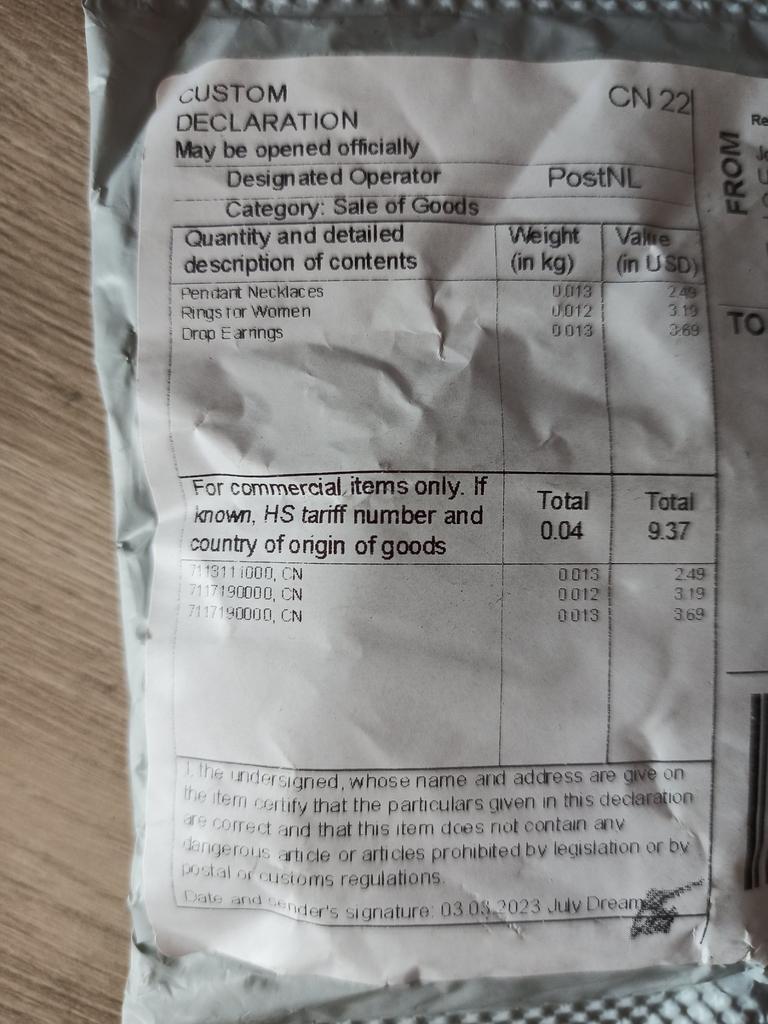 CUSTOM
DECLARATION
CN 22
May be opened officially
Designated Operator PostNL
Category: Sale of Goods
Quantity and detailed
description of contents
Weight
(in kg)
Value
(in USD)
Pendant Necklaces 0.013 2.49
Rings for Women 0.012 3.19
Drop Earrings 0.013 3.69
For commercial items only. If
known, HS tariff number and
country of origin of goods
Total
0.04
Total
9.37
7113111000, CN 0.013 2.49
7117190000, CN 0.012 3.19
7117190000, CN 0.013 3.69
I, the undersigned, whose name and address are give on
the item certify that the particulars given in this declaration
are correct and that this item does not contain any
dangerous article or articles prohibited by legislation or by
postal or customs regulations.
Date and sender's signature: 03.03.2023 July Dream
FROM
Re
TO